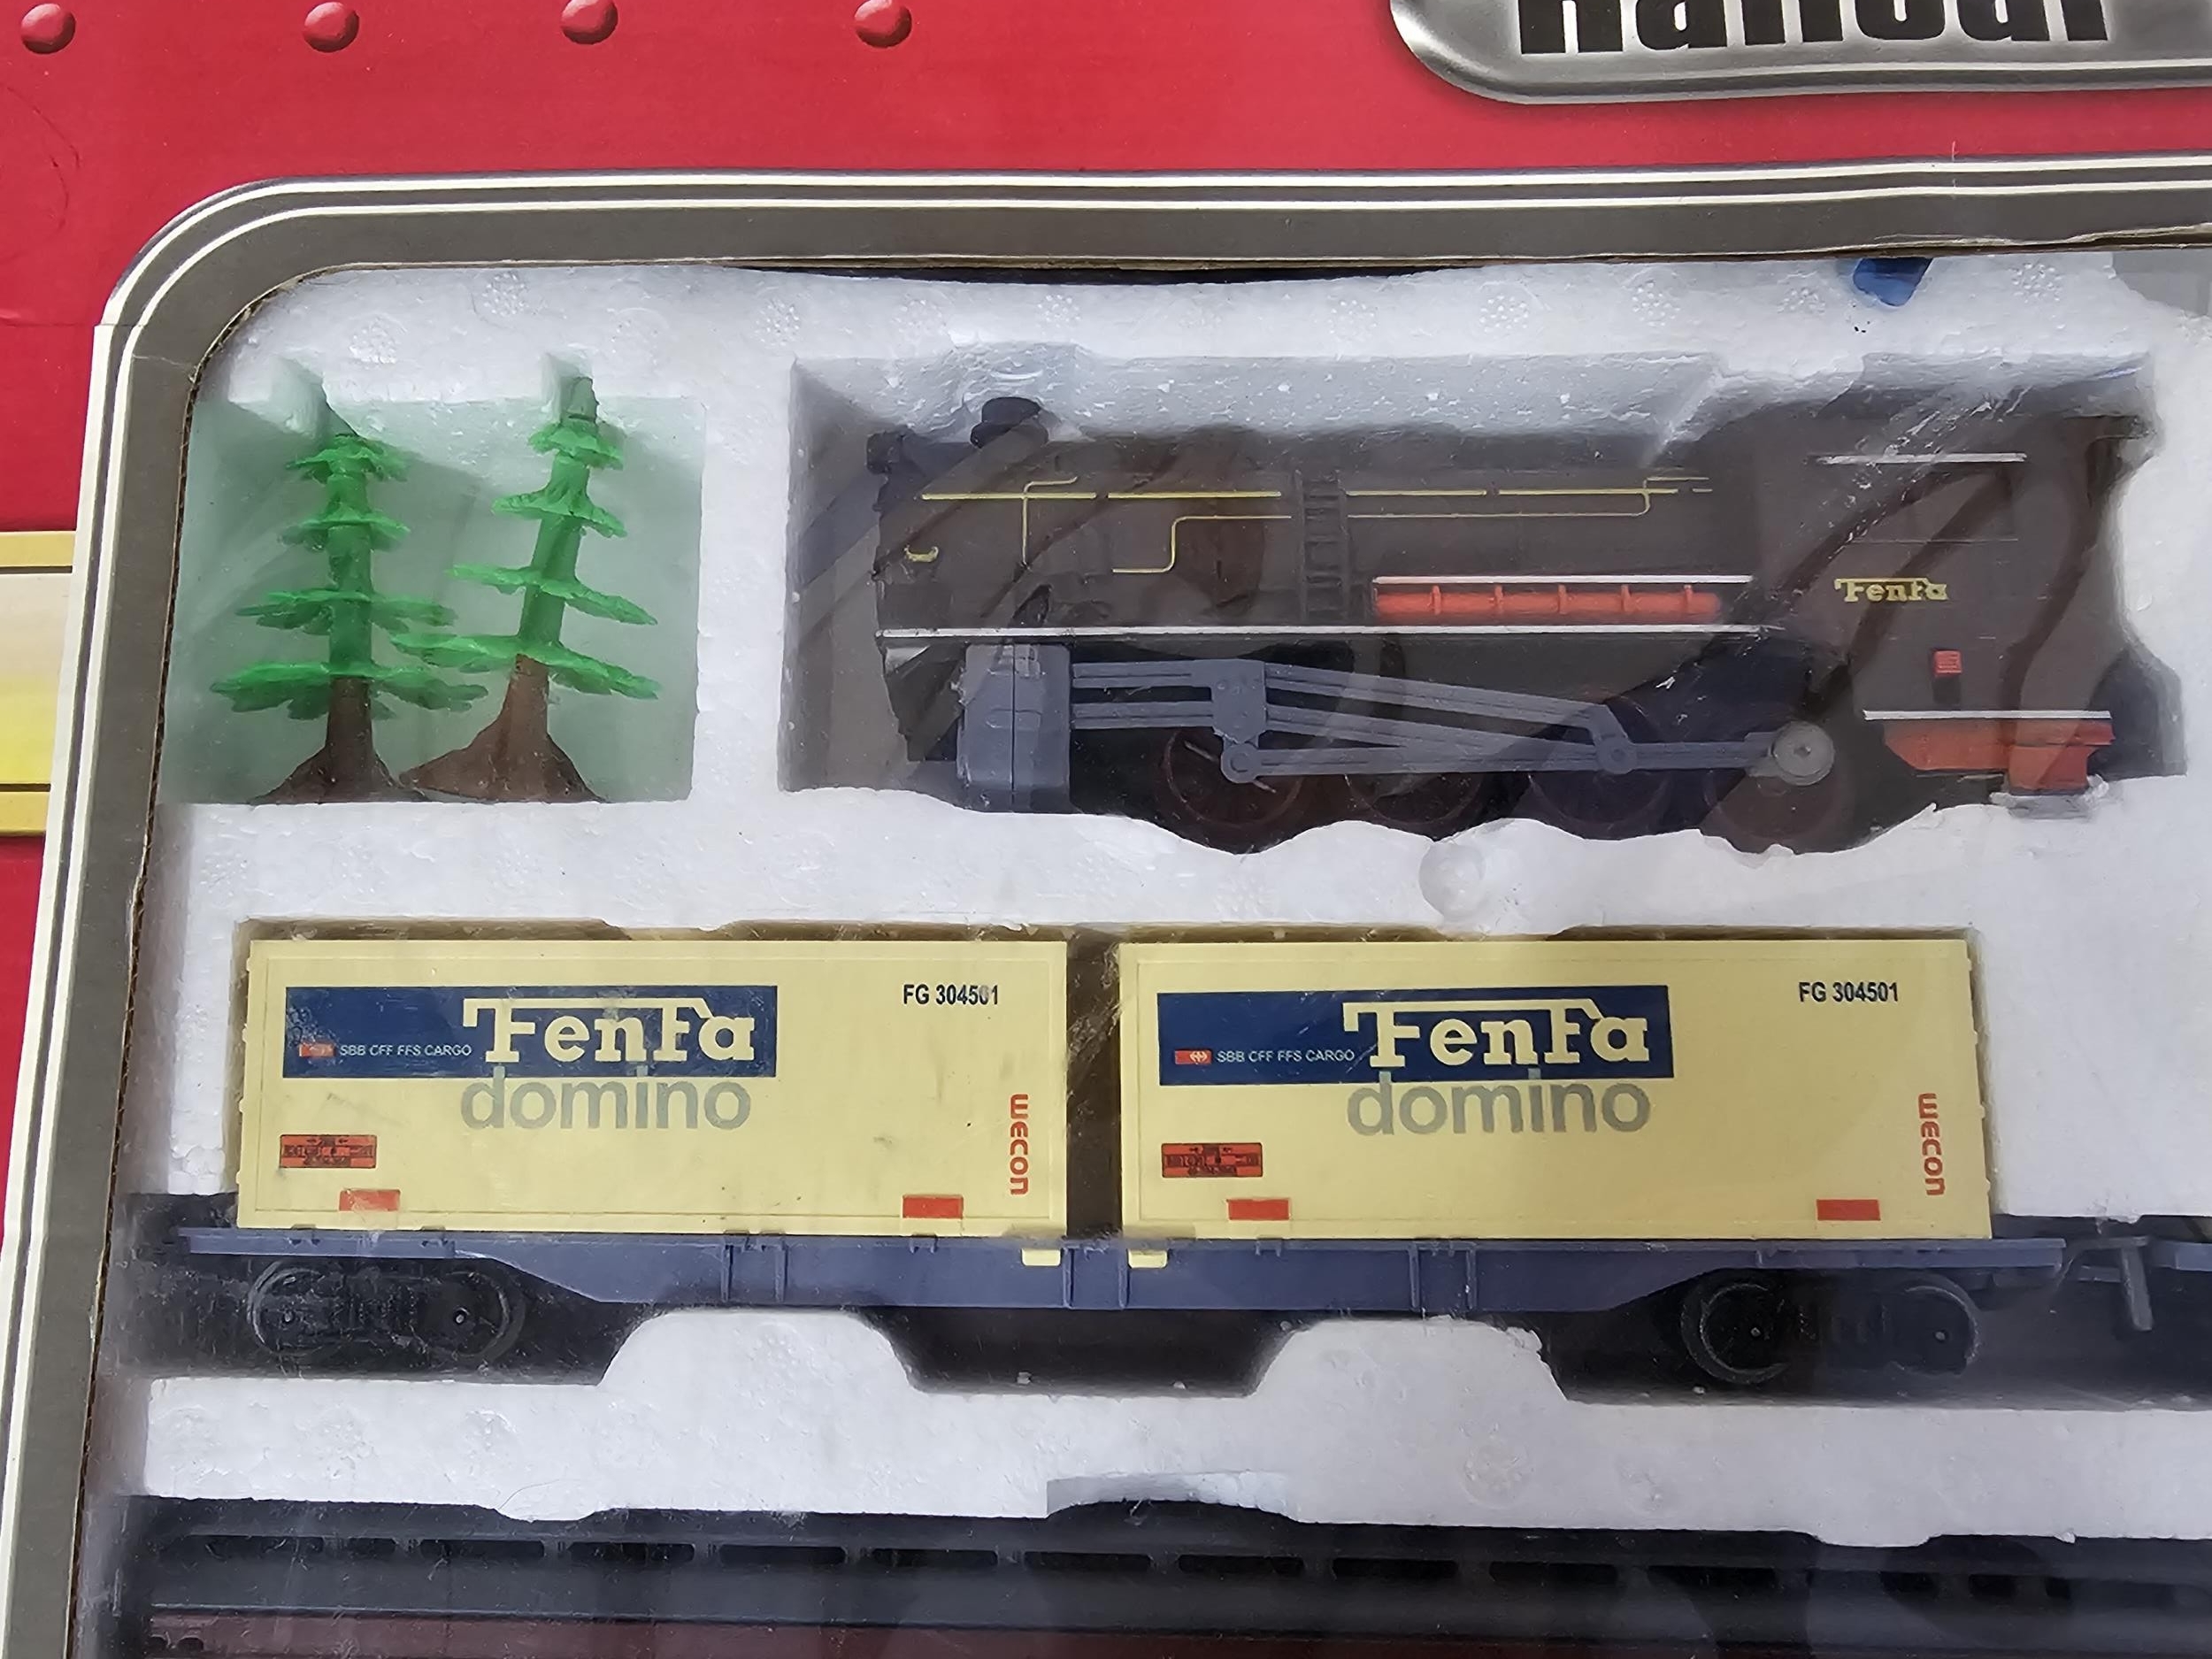 Fenfa
FG 304501
SBB CFF FFS CARGO Fenfa
domino
wecon
FG 304501
SBB CFF FFS CARGO Fenfa
domino
wecon